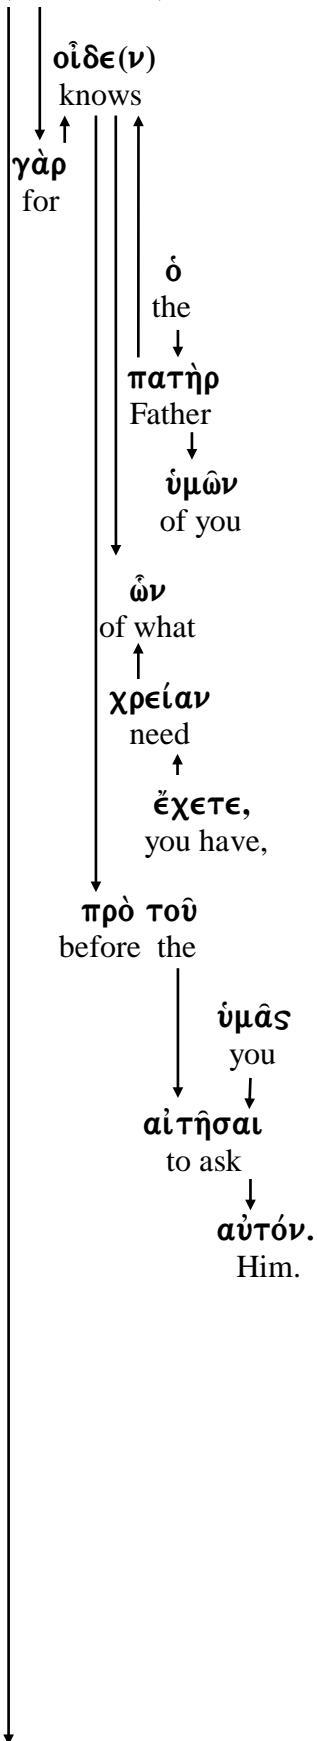 οἶδε(ν)
knows
γὰρ
for
ὁ
the
πατὴρ
Father
ὑμῶν
of you
ὧν
of what
χρείαν
need
ἔχετε,
you have,
πρὸ τοῦ
before the
ὑμᾶς
you
αἰτῆσαι
to ask
αὐτόν.
Him.